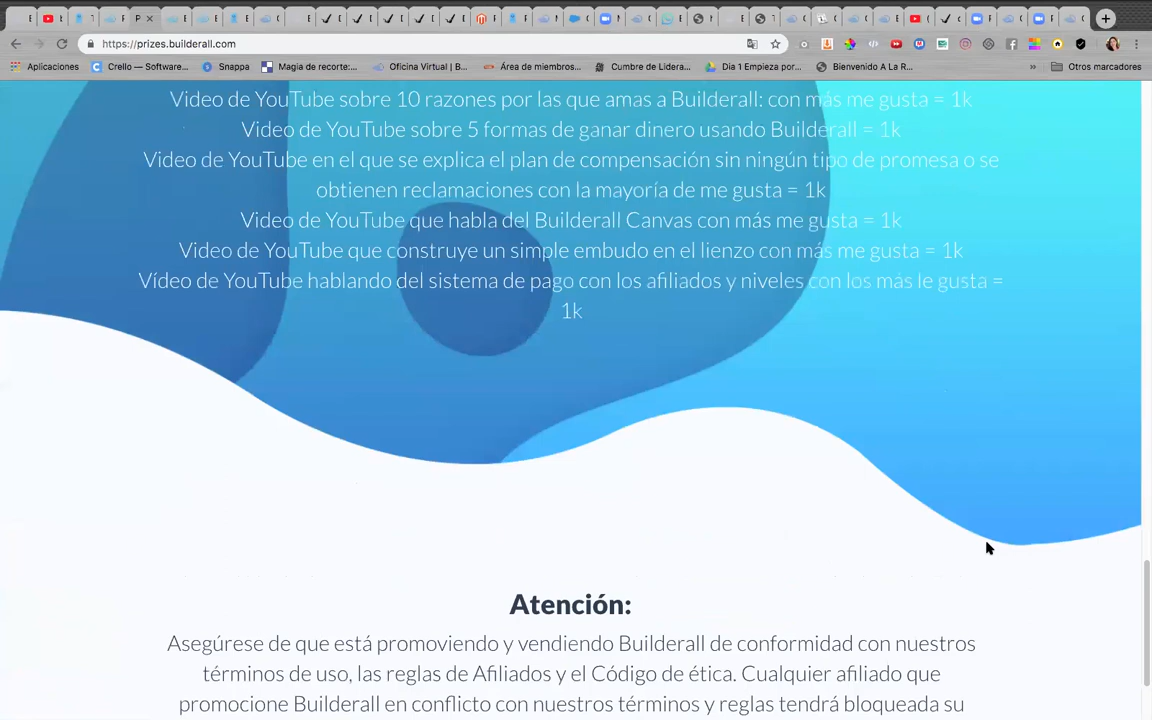 https://prizes.builderall.com
Aplicaciones
Crello — Software...
Snappa
Magia de recorte:...
Oficina Virtual | B...
Área de miembros...
Cumbre de Lidera...
Día 1 Empieza por...
Bienvenido A La R...
»
Otros marcadores
Video de YouTube sobre 10 razones por las que amas a Builderall: con más me gusta = 1k
Video de YouTube sobre 5 formas de ganar dinero usando Builderall = 1k
Video de YouTube en el que se explica el plan de compensación sin ningún tipo de promesa o se
obtienen reclamaciones con la mayoría de me gusta = 1k
Video de YouTube que habla del Builderall Canvas con más me gusta = 1k
Video de YouTube que construye un simple embudo en el lienzo con más me gusta = 1k
Vídeo de YouTube hablando del sistema de pago con los afiliados y niveles con los más le gusta =
1k
Atención:
Asegúrese de que está promoviendo y vendiendo Builderall de conformidad con nuestros
términos de uso, las reglas de Afiliados y el Código de ética. Cualquier afiliado que
promocione Builderall en conflicto con nuestros términos y reglas tendrá bloqueada su